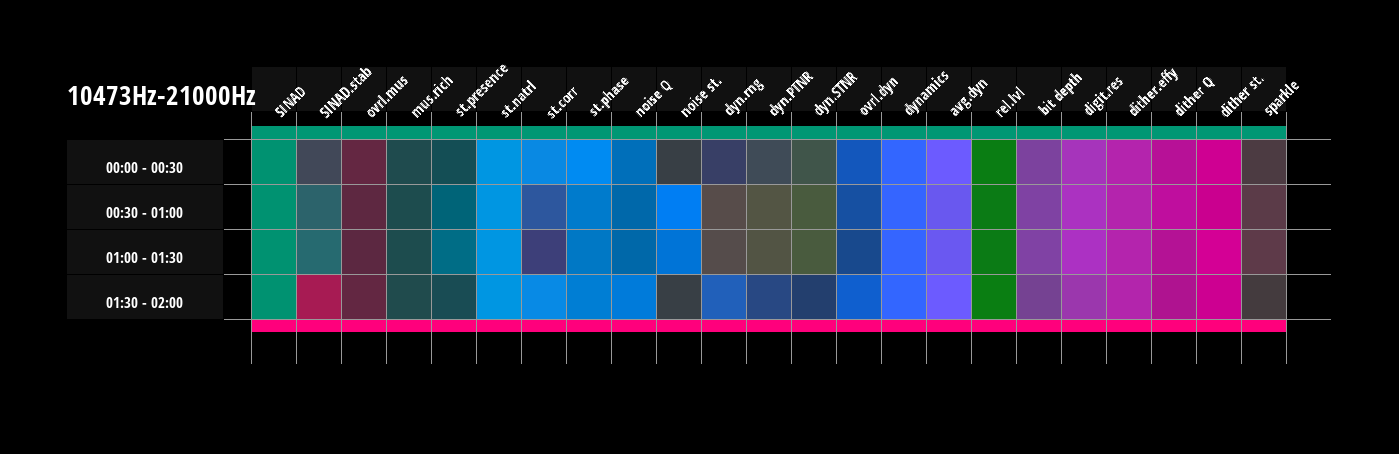 10473Hz-21000Hz
SINAD
SINAD.stab
ovrl.mus
mus.rich
st.presence
st.natrl
st.corr
st.phase
noise Q
noise st.
dyn.rng
dyn.PTNR
dyn.STNR
ovrl.dyn
dynamics
avg.dyn
rel.lvl
bit depth
digit.res
dither.effy
dither Q
dither st.
sparkle
00:00 - 00:30
00:30 - 01:00
01:00 - 01:30
01:30 - 02:00